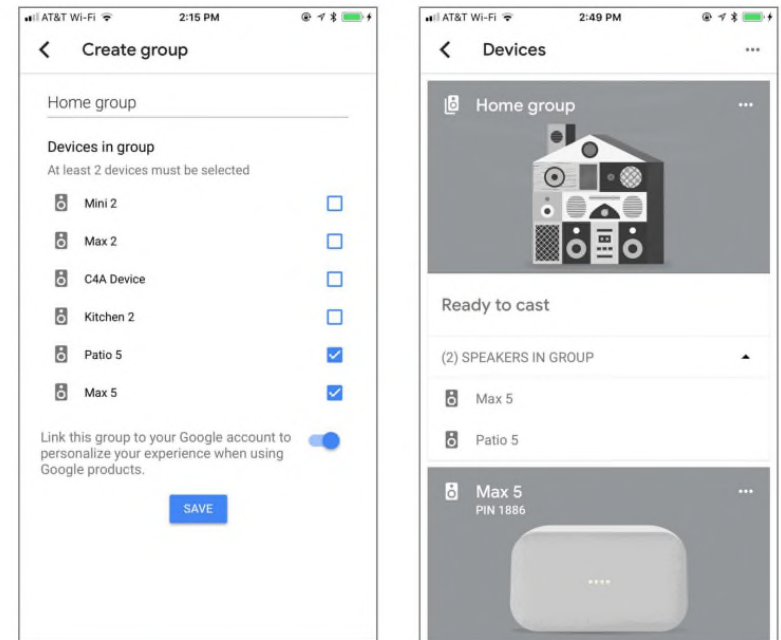 AT&T Wi-Fi 2:15 PM
Create group
Home group
Devices in group
At least 2 devices must be selected
Mini 2
Max 2
C4A Device
Kitchen 2
Patio 5
Max 5
Link this group to your Google account to
personalize your experience when using
Google products.
SAVE
AT&T Wi-Fi 2:49 PM
Devices
Home group
Ready to cast
(2) SPEAKERS IN GROUP
Max 5
Patio 5
Max 5
PIN 1886